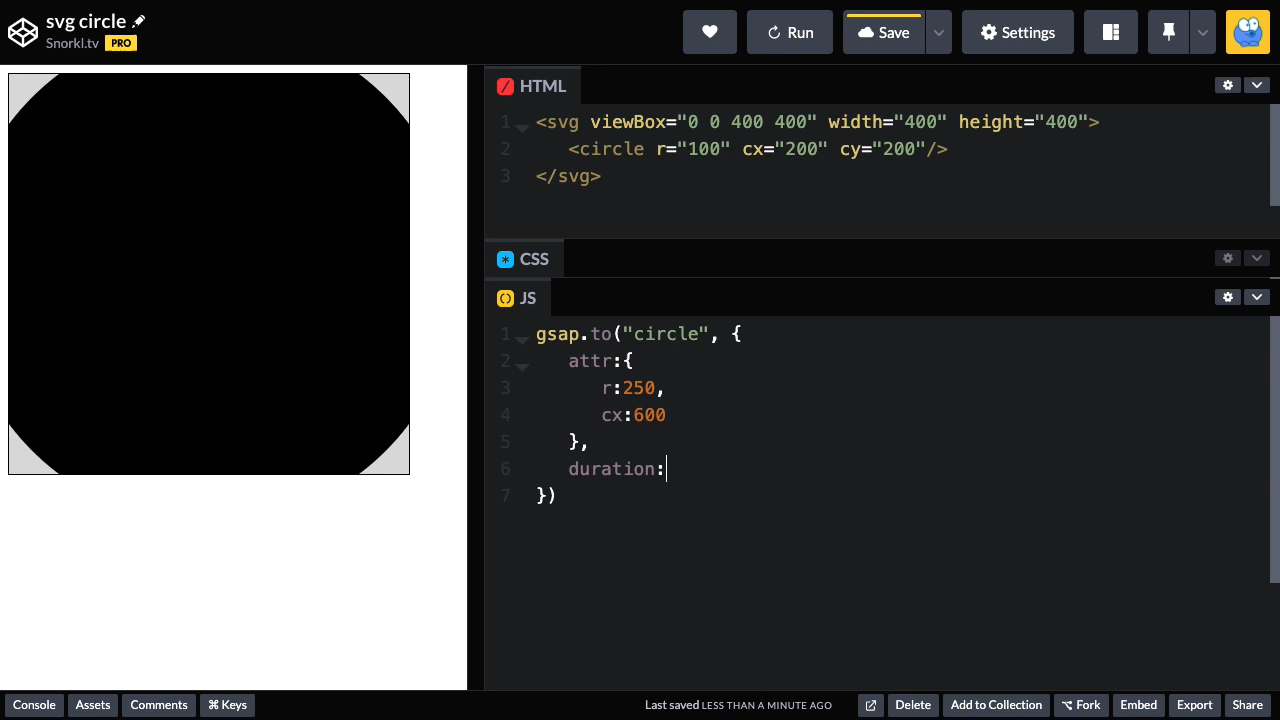 svg circle
Snorkl.tv PRO
Run
Save
Settings
HTML
1 <svg viewBox="0 0 400 400" width="400" height="400">
2 <circle r="100" cx="200" cy="200"/>
3 </svg>
CSS
JS
1 gsap.to("circle", {
2 attr:{
3 r:250,
4 cx:600
5 },
6 duration:
7 })
Console Assets Comments ⌘ Keys Last saved LESS THAN A MINUTE AGO Delete Add to Collection ⌥ Fork Embed Export Share